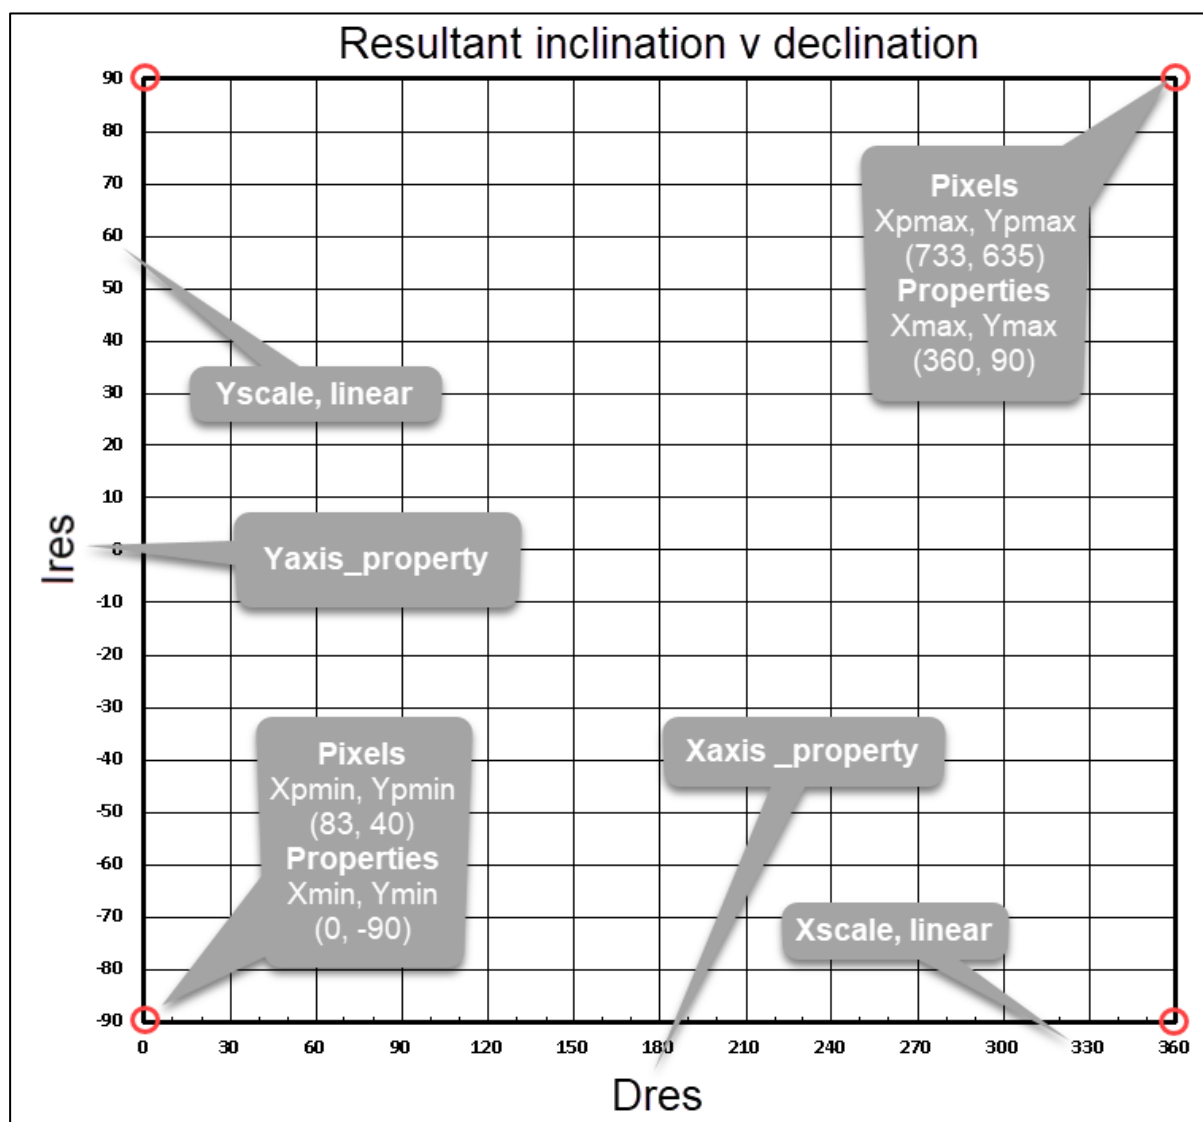 Resultant inclination v declination
90
80
70
60
50
40
30
20
10
0
-10
-20
-30
-40
-50
-60
-70
-80
-90
Ires
Pixels
Xpmax, Ypmax
(733, 635)
Properties
Xmax, Ymax
(360, 90)
Yscale, linear
Yaxis_property
Pixels
Xpmin, Ypmin
(83, 40)
Properties
Xmin, Ymin
(0, -90)
Xaxis _property
Xscale, linear
0 30 60 90 120 150 180 210 240 270 300 330 360
Dres